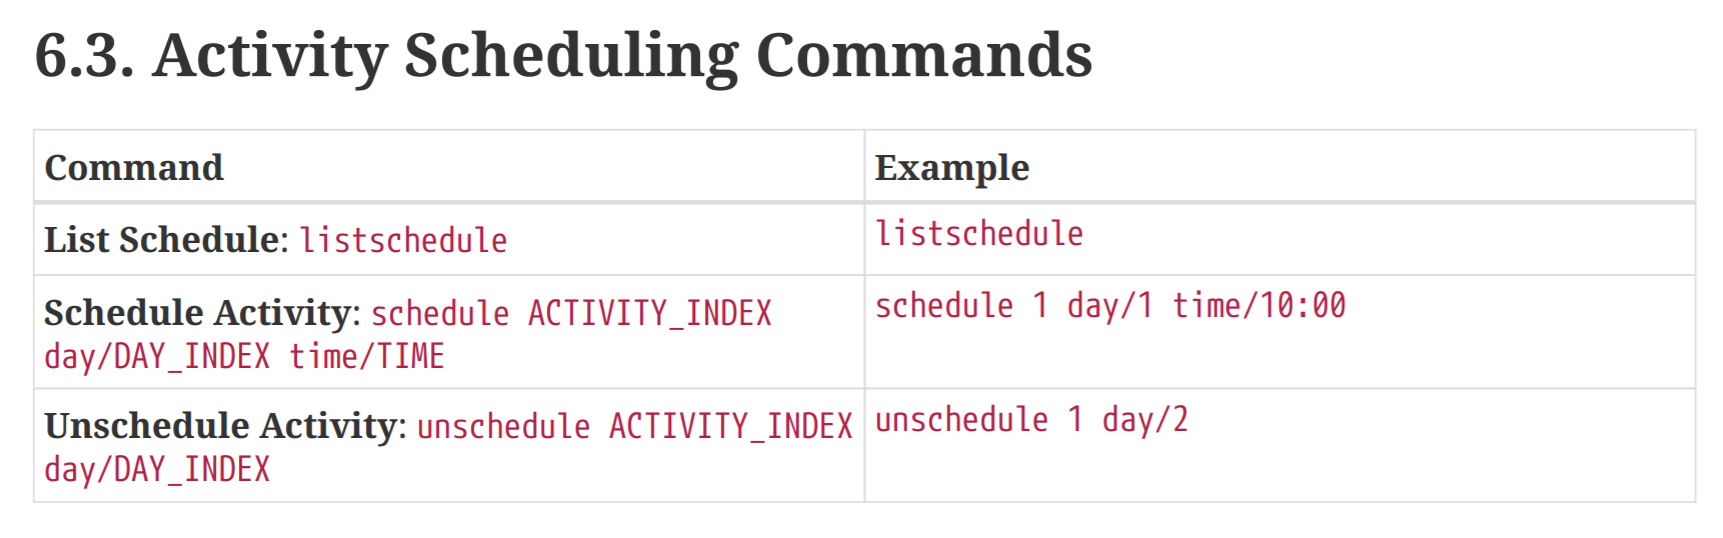 6.3. Activity Scheduling Commands
Command
Example
List Schedule: listschedule
listschedule
Schedule Activity: schedule ACTIVITY_INDEX
day/DAY_INDEX time/TIME
schedule 1 day/1 time/10:00
Unschedule Activity: unschedule ACTIVITY_INDEX
day/DAY_INDEX
unschedule 1 day/2